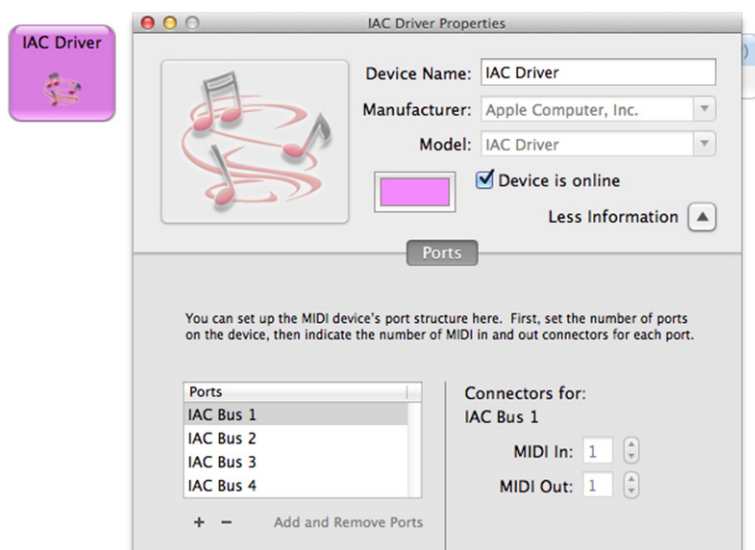 IAC Driver
IAC Driver Properties
Device Name: IAC Driver
Manufacturer: Apple Computer, Inc.
Model: IAC Driver
Device is online
Less Information
Ports
You can set up the MIDI device's port structure here.  First, set the number of ports
on the device, then indicate the number of MIDI in and out connectors for each port.
Ports
IAC Bus 1
IAC Bus 2
IAC Bus 3
IAC Bus 4
+ − Add and Remove Ports
Connectors for:
IAC Bus 1
MIDI In: 1
MIDI Out: 1
)